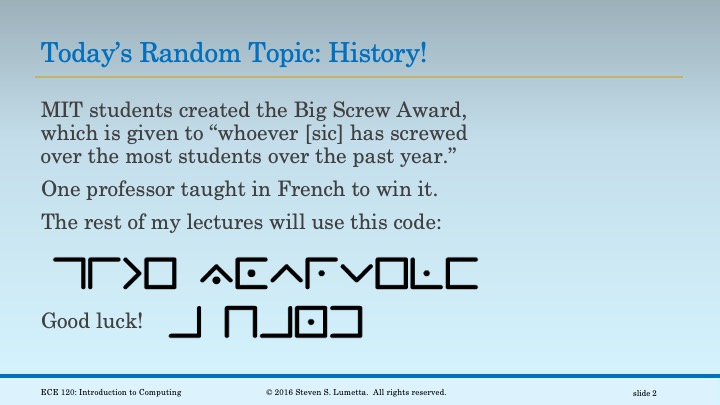 Today’s Random Topic: History!
MIT students created the Big Screw Award,
which is given to “whoever [sic] has screwed
over the most students over the past year.”
One professor taught in French to win it.
The rest of my lectures will use this code:
Good luck!
ECE 120: Introduction to Computing
© 2016 Steven S. Lumetta. All rights reserved.
slide 2